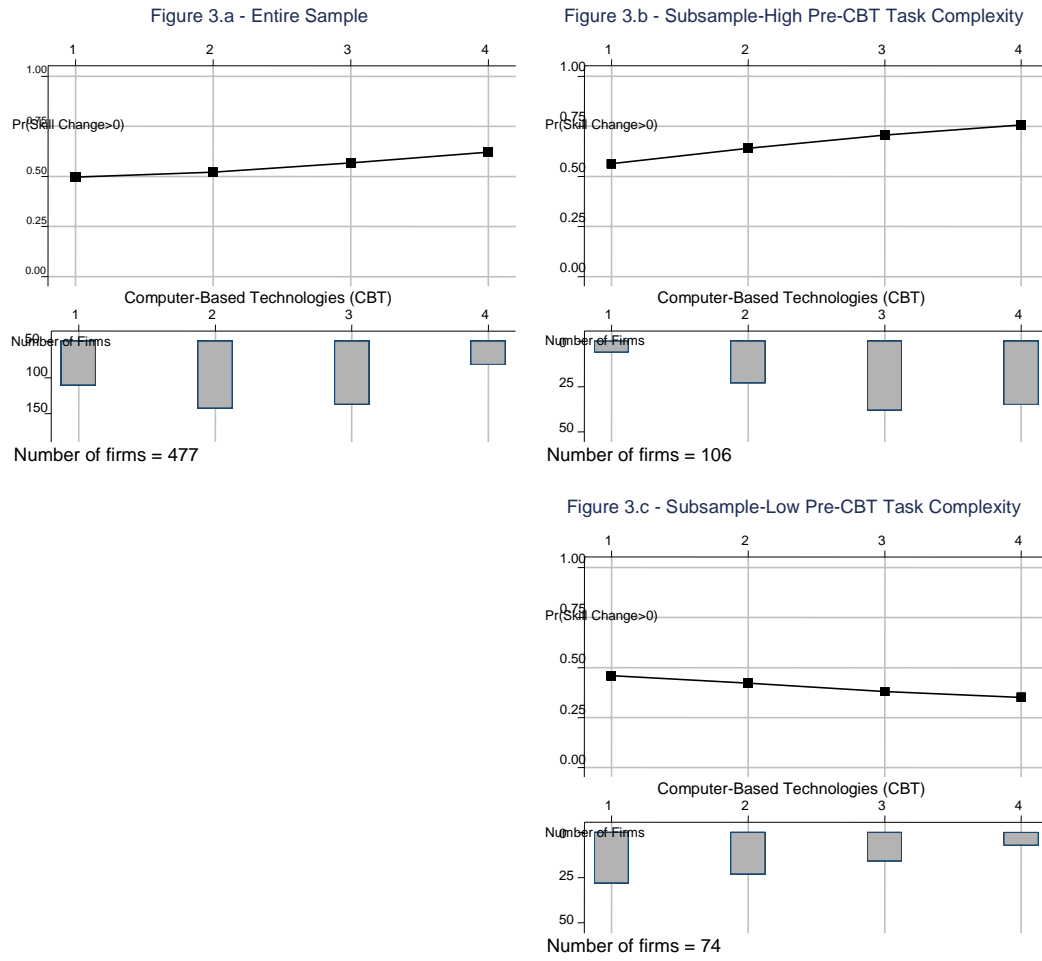 Figure 3.a - Entire Sample
1 2 3 4
1.00
0.75
Pr(Skill Change>0)
0.50
0.25
0.00
Computer-Based Technologies (CBT)
1 2 3 4
50
Number of Firms
100
150
Number of firms = 477
Figure 3.b - Subsample-High Pre-CBT Task Complexity
1 2 3 4
1.00
0.75
Pr(Skill Change>0)
0.50
0.25
0.00
Computer-Based Technologies (CBT)
1 2 3 4
0
Number of Firms
25
50
Number of firms = 106
Figure 3.c - Subsample-Low Pre-CBT Task Complexity
1 2 3 4
1.00
0.75
Pr(Skill Change>0)
0.50
0.25
0.00
Computer-Based Technologies (CBT)
1 2 3 4
0
Number of Firms
25
50
Number of firms = 74